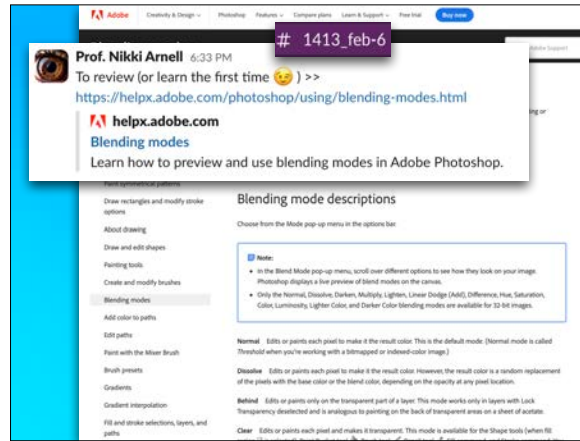 Adobe Creativity & Design Photoshop Features Compare plans Learn & Support Free trial Buy now
# 1413_feb-6
Adobe Support
Prof. Nikki Arnell 6:33 PM
To review (or learn the first time 😉 ) >>
https://helpx.adobe.com/photoshop/using/blending-modes.html
helpx.adobe.com
Blending modes
Learn how to preview and use blending modes in Adobe Photoshop.
ing or
Paint symmetrical patterns
Draw rectangles and modify stroke
options
About drawing
Draw and edit shapes
Painting tools
Create and modify brushes
Blending modes
Add color to paths
Edit paths
Paint with the Mixer Brush
Brush presets
Gradients
Gradient interpolation
Fill and stroke selections, layers, and
paths
Blending mode descriptions
Choose from the Mode pop-up menu in the options bar.
Note:
• In the Blend Mode pop-up menu, scroll over different options to see how they look on your image.
Photoshop displays a live preview of blend modes on the canvas.
• Only the Normal, Dissolve, Darken, Multiply, Lighten, Linear Dodge (Add), Difference, Hue, Saturation,
Color, Luminosity, Lighter Color, and Darker Color blending modes are available for 32-bit images.
Normal Edits or paints each pixel to make it the result color. This is the default mode. (Normal mode is called
Threshold when you're working with a bitmapped or indexed-color image.)
Dissolve Edits or paints each pixel to make it the result color. However, the result color is a random replacement
of the pixels with the base color or the blend color, depending on the opacity at any pixel location.
Behind Edits or paints only on the transparent part of a layer. This mode works only in layers with Lock
Transparency deselected and is analogous to painting on the back of transparent areas on a sheet of acetate.
Clear Edits or paints each pixel and makes it transparent. This mode is available for the Shape tools (when fill